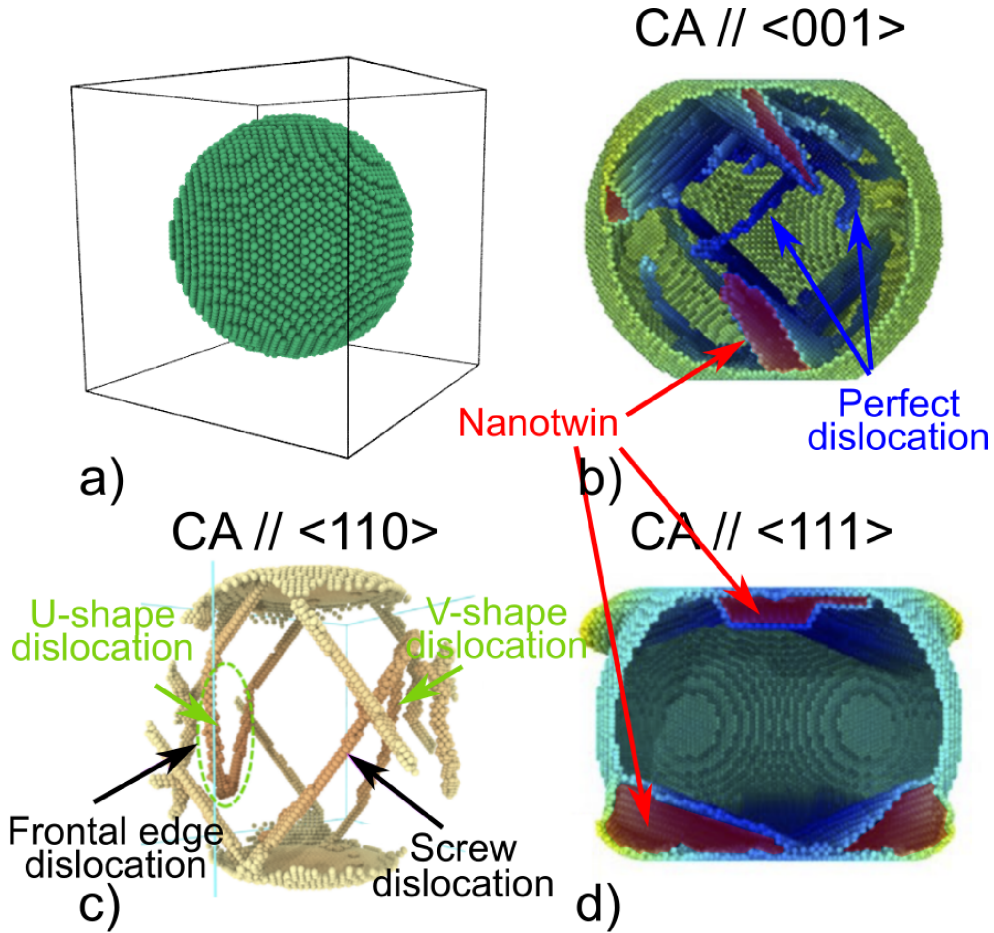 CA // <001>
Nanotwin
Perfect
dislocation
a)
b)
CA // <110>
CA // <111>
U-shape
dislocation
V-shape
dislocation
Frontal edge
dislocation
Screw
dislocation
c)
d)